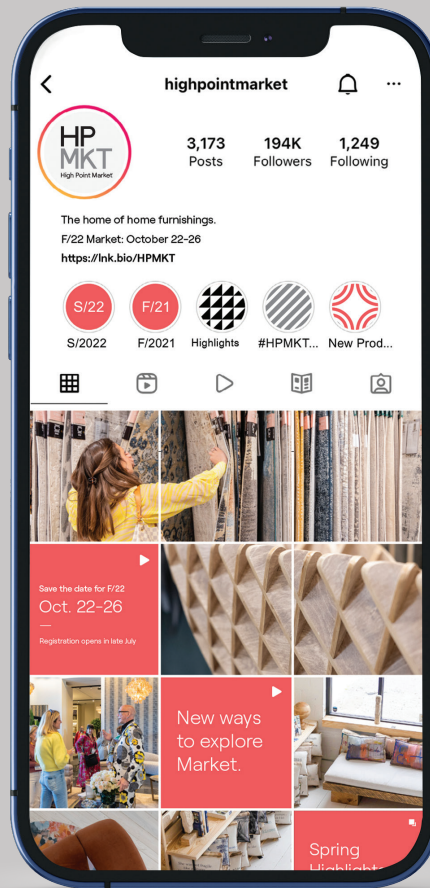 highpointmarket
HP
MKT
High Point Market
3,173
Posts
194K
Followers
1,249
Following
The home of home furnishings.
F/22 Market: October 22-26
https://lnk.bio/HPMKT
S/22
F/21
S/2022
F/2021
Highlights
#HPMKT...
New Prod...
Save the date for F/22
Oct. 22-26
Registration opens in late July
New ways
to explore
Market.
Spring
Highlights